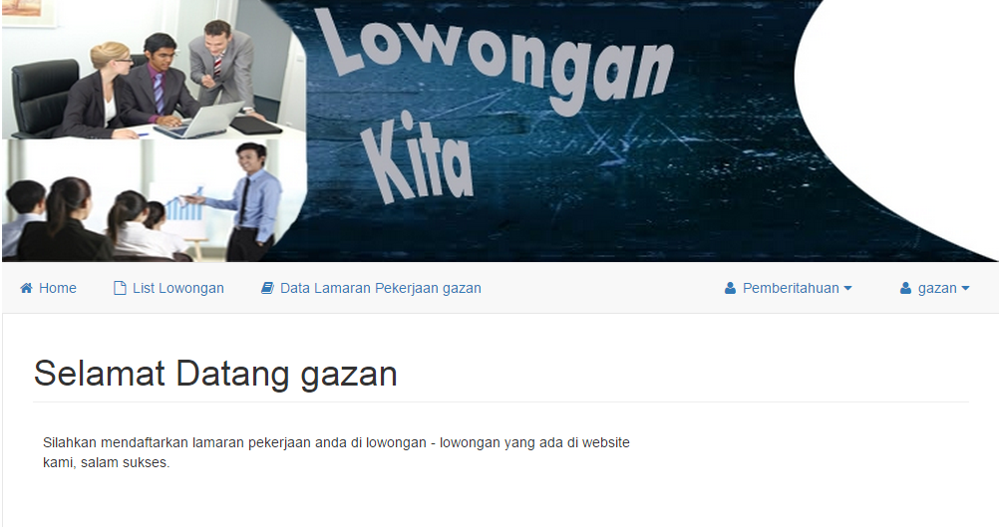 Lowongan
Kita
Home
List Lowongan
Data Lamaran Pekerjaan gazan
Pemberitahuan
gazan
Selamat Datang gazan
Silahkan mendaftarkan lamaran pekerjaan anda di lowongan - lowongan yang ada di website
kami, salam sukses.